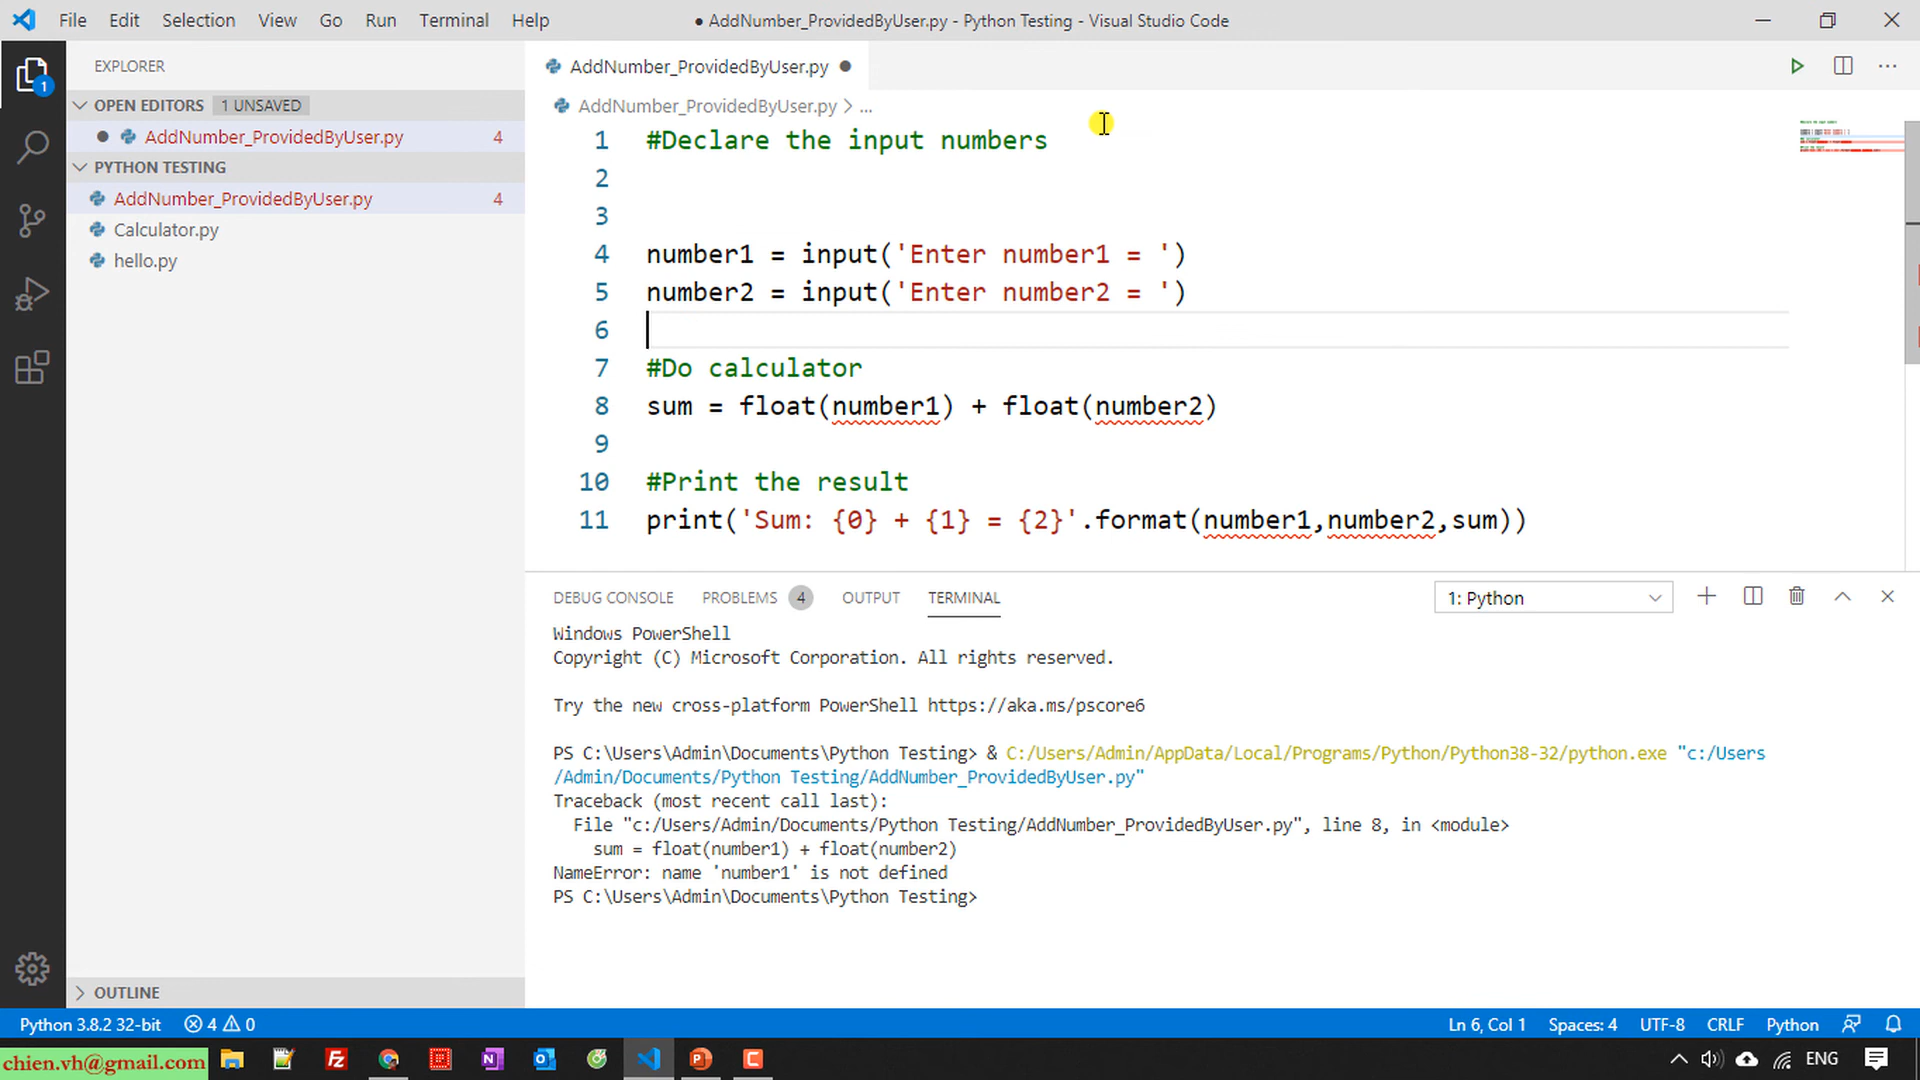 File Edit Selection View Go Run Terminal Help
● AddNumber_ProvidedByUser.py - Python Testing - Visual Studio Code
EXPLORER
OPEN EDITORS 1 UNSAVED
AddNumber_ProvidedByUser.py 4
PYTHON TESTING
AddNumber_ProvidedByUser.py 4
Calculator.py
hello.py
OUTLINE
1
AddNumber_ProvidedByUser.py
AddNumber_ProvidedByUser.py > ...
1 #Declare the input numbers
2
3
4 number1 = input('Enter number1 = ')
5 number2 = input('Enter number2 = ')
6
7 #Do calculator
8 sum = float(number1) + float(number2)
9
10 #Print the result
11 print('Sum: {0} + {1} = {2}'.format(number1,number2,sum))
DEBUG CONSOLE PROBLEMS 4 OUTPUT TERMINAL 1: Python
Windows PowerShell
Copyright (C) Microsoft Corporation. All rights reserved.
Try the new cross-platform PowerShell https://aka.ms/pscore6
PS C:\Users\Admin\Documents\Python Testing> & C:/Users/Admin/AppData/Local/Programs/Python/Python38-32/python.exe "c:/Users
/Admin/Documents/Python Testing/AddNumber_ProvidedByUser.py"
Traceback (most recent call last):
File "c:/Users/Admin/Documents/Python Testing/AddNumber_ProvidedByUser.py", line 8, in <module>
sum = float(number1) + float(number2)
NameError: name 'number1' is not defined
PS C:\Users\Admin\Documents\Python Testing>
Python 3.8.2 32-bit 4 0 Ln 6, Col 1 Spaces: 4 UTF-8 CRLF Python
chien.vh@gmail.com ENG